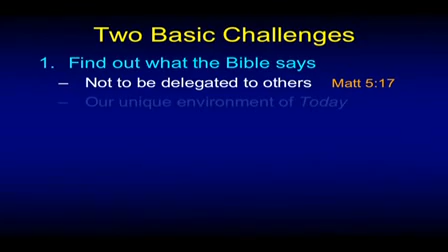 Two Basic Challenges
1. Find out what the Bible says
– Not to be delegated to others Matt 5:17
– Our unique environment of Today